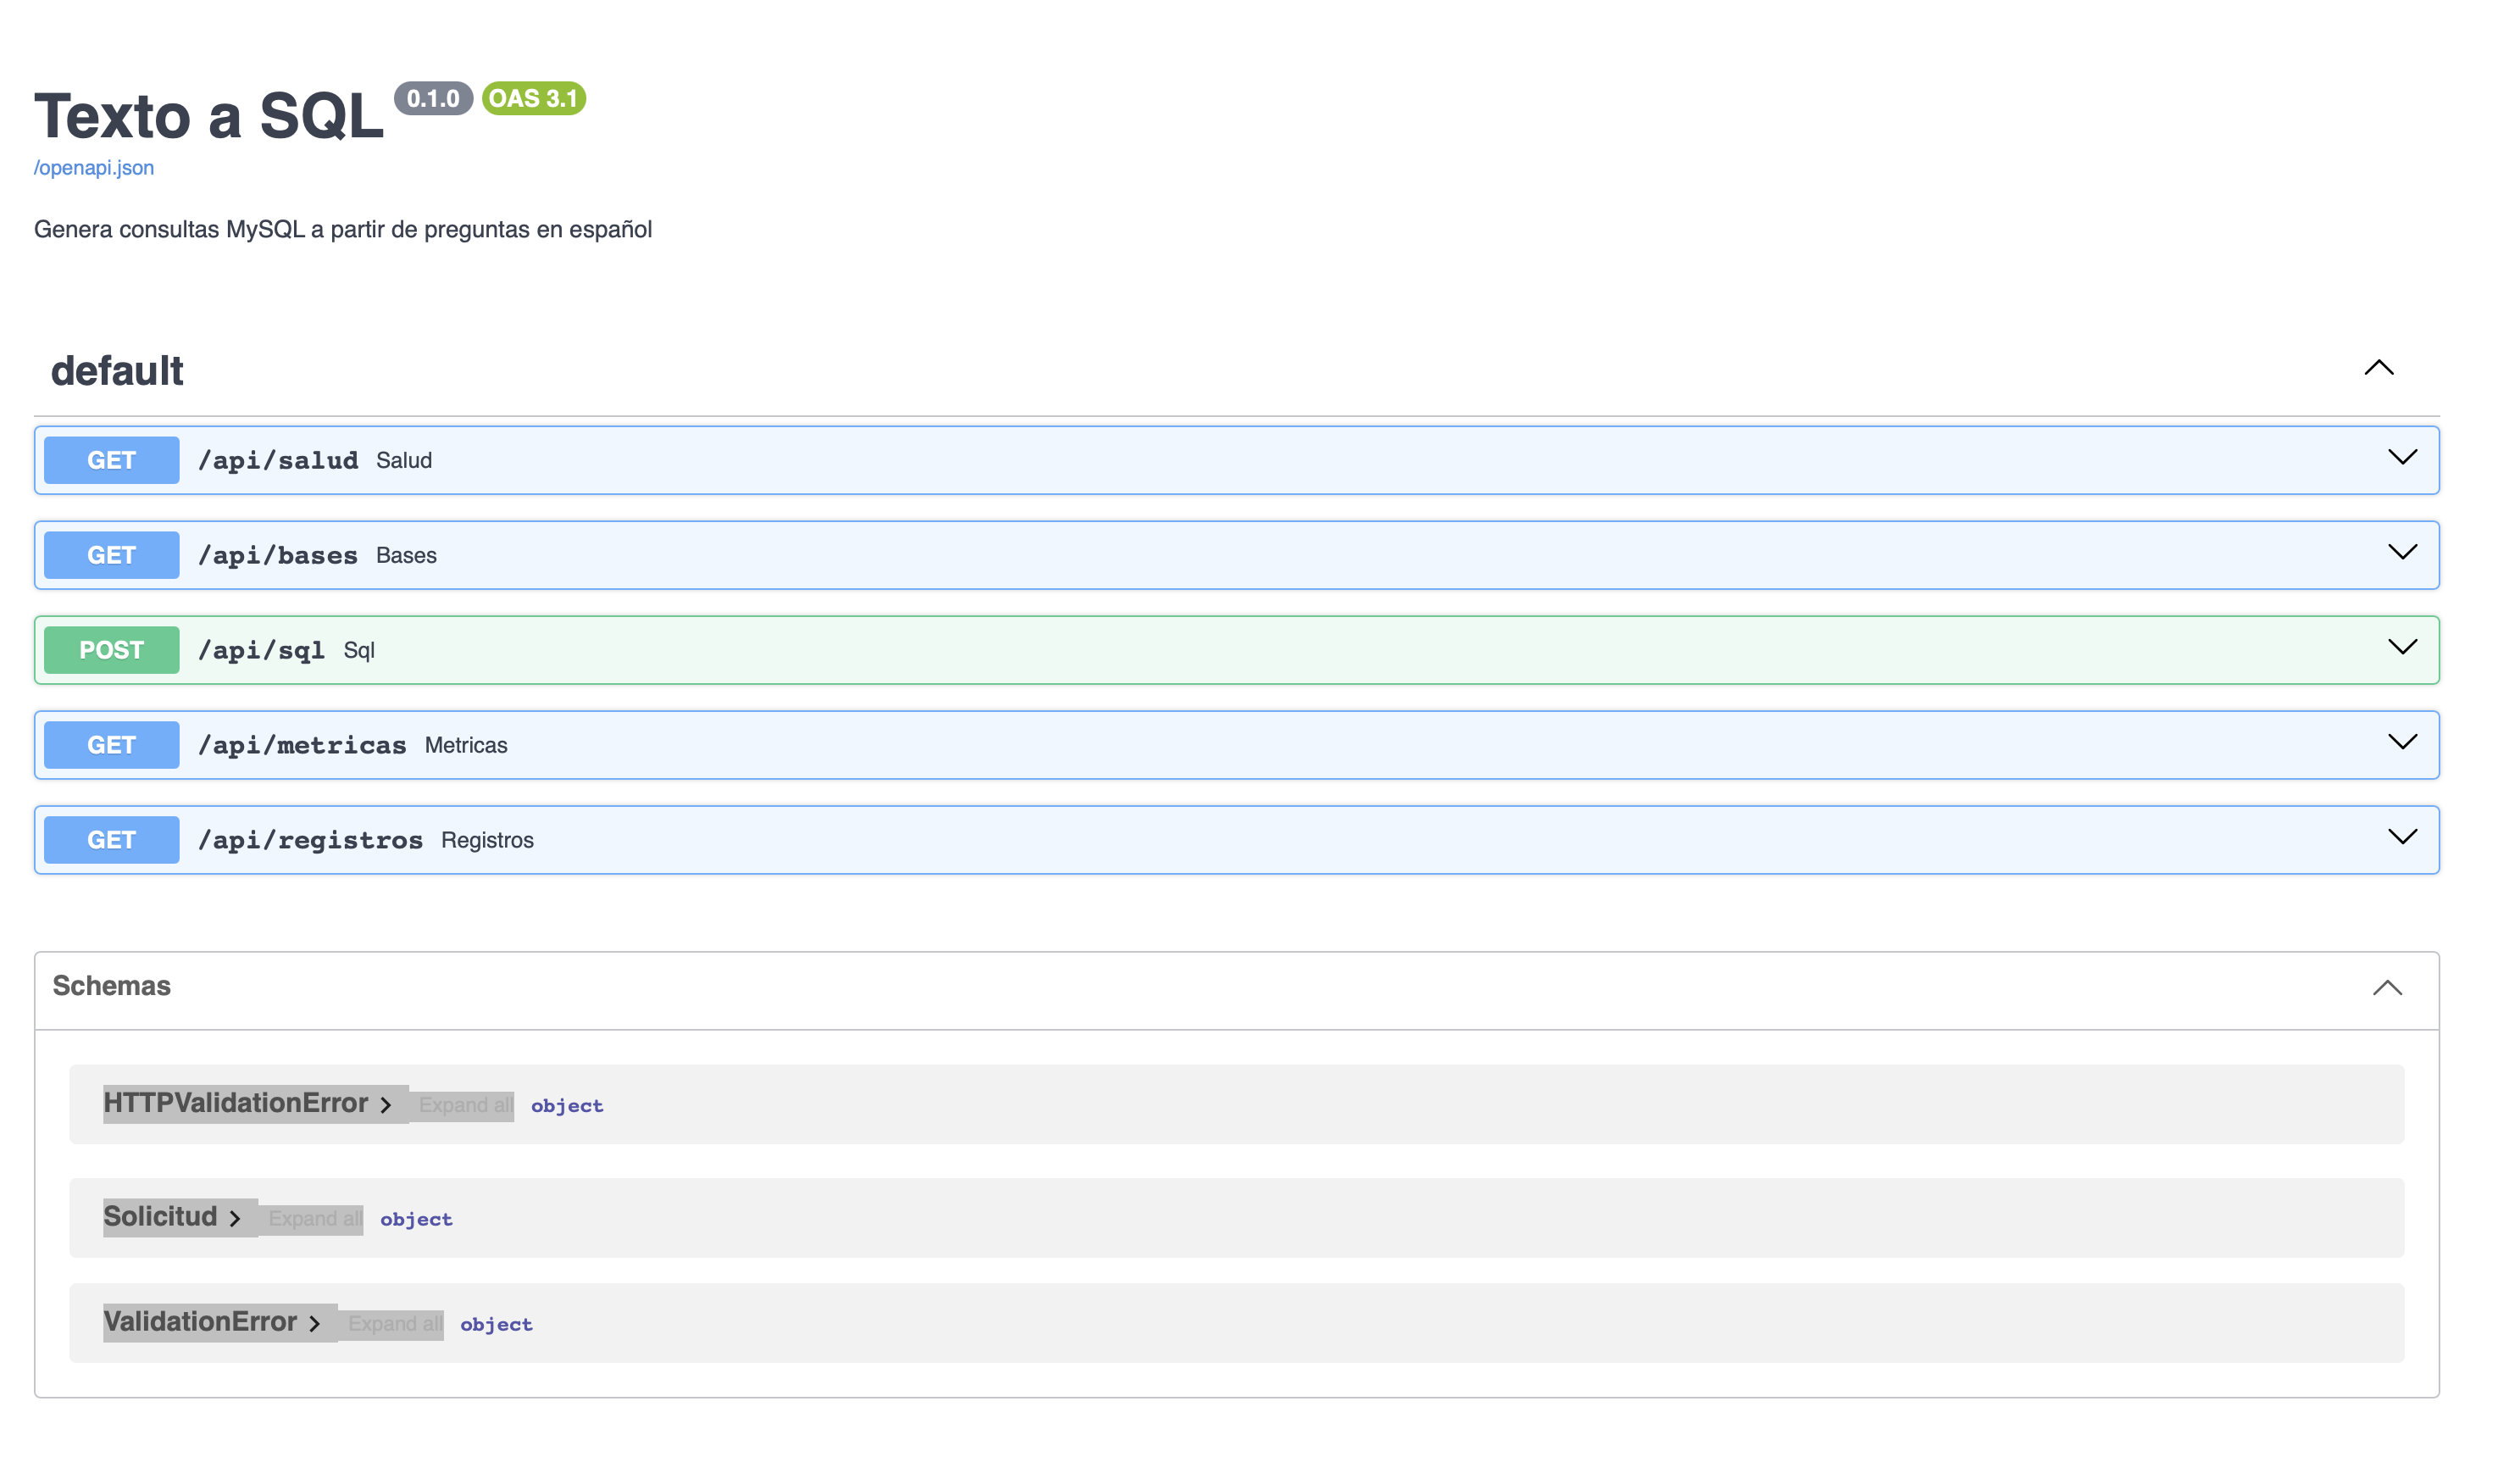 Texto a SQL 0.1.0 OAS 3.1
/openapi.json
Genera consultas MySQL a partir de preguntas en español
default
GET /api/salud Salud
GET /api/bases Bases
POST /api/sql Sql
GET /api/metricas Metricas
GET /api/registros Registros
Schemas
HTTPValidationError Expand all object
Solicitud Expand all object
ValidationError Expand all object